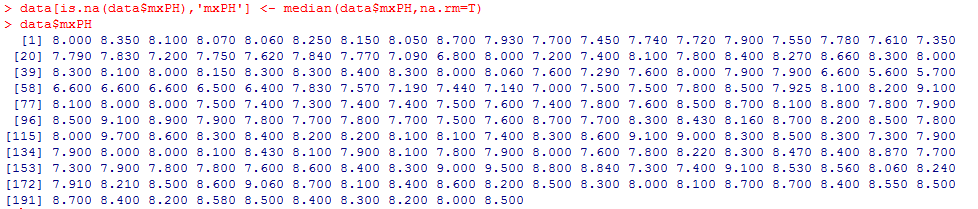 > data[is.na(data$mxPH),'mxPH'] <- median(data$mxPH,na.rm=T)
> data$mxPH
[1] 8.000 8.350 8.100 8.070 8.060 8.250 8.150 8.050 8.700 7.930 7.700 7.450 7.740 7.720 7.900 7.550 7.780 7.610 7.350
[20] 7.790 7.830 7.200 7.750 7.620 7.840 7.770 7.090 6.800 8.000 7.200 7.400 8.100 7.800 8.400 8.270 8.660 8.300 8.000
[39] 8.300 8.100 8.000 8.150 8.300 8.300 8.400 8.300 8.000 8.060 7.600 7.290 7.600 8.000 7.900 7.900 6.600 5.600 5.700
[58] 6.600 6.600 6.600 6.500 6.400 7.830 7.570 7.190 7.440 7.140 7.000 7.500 7.500 7.800 8.500 7.925 8.100 8.200 9.100
[77] 8.100 8.000 8.000 7.500 7.400 7.300 7.400 7.400 7.500 7.600 7.400 7.800 7.600 8.500 8.700 8.100 8.800 7.800 7.900
[96] 8.500 9.100 8.900 7.900 7.800 7.700 7.800 7.700 7.500 7.600 8.700 7.700 8.300 8.430 8.160 8.700 8.200 8.500 7.800
[115] 8.000 9.700 8.600 8.300 8.400 8.200 8.200 8.100 8.100 7.400 8.300 8.600 9.100 9.000 8.300 8.500 8.300 7.300 7.900
[134] 7.900 8.000 8.000 8.100 8.430 8.100 7.900 8.100 7.800 7.900 8.000 7.600 7.800 8.220 8.300 8.470 8.400 8.870 7.700
[153] 7.300 7.900 7.800 7.800 7.600 8.600 8.400 8.300 9.000 9.500 8.800 8.840 7.300 7.400 9.100 8.530 8.560 8.060 8.240
[172] 7.910 8.210 8.500 8.600 9.060 8.700 8.100 8.400 8.600 8.200 8.500 8.300 8.000 8.100 8.700 8.700 8.400 8.550 8.500
[191] 8.700 8.400 8.200 8.580 8.500 8.400 8.300 8.200 8.000 8.500